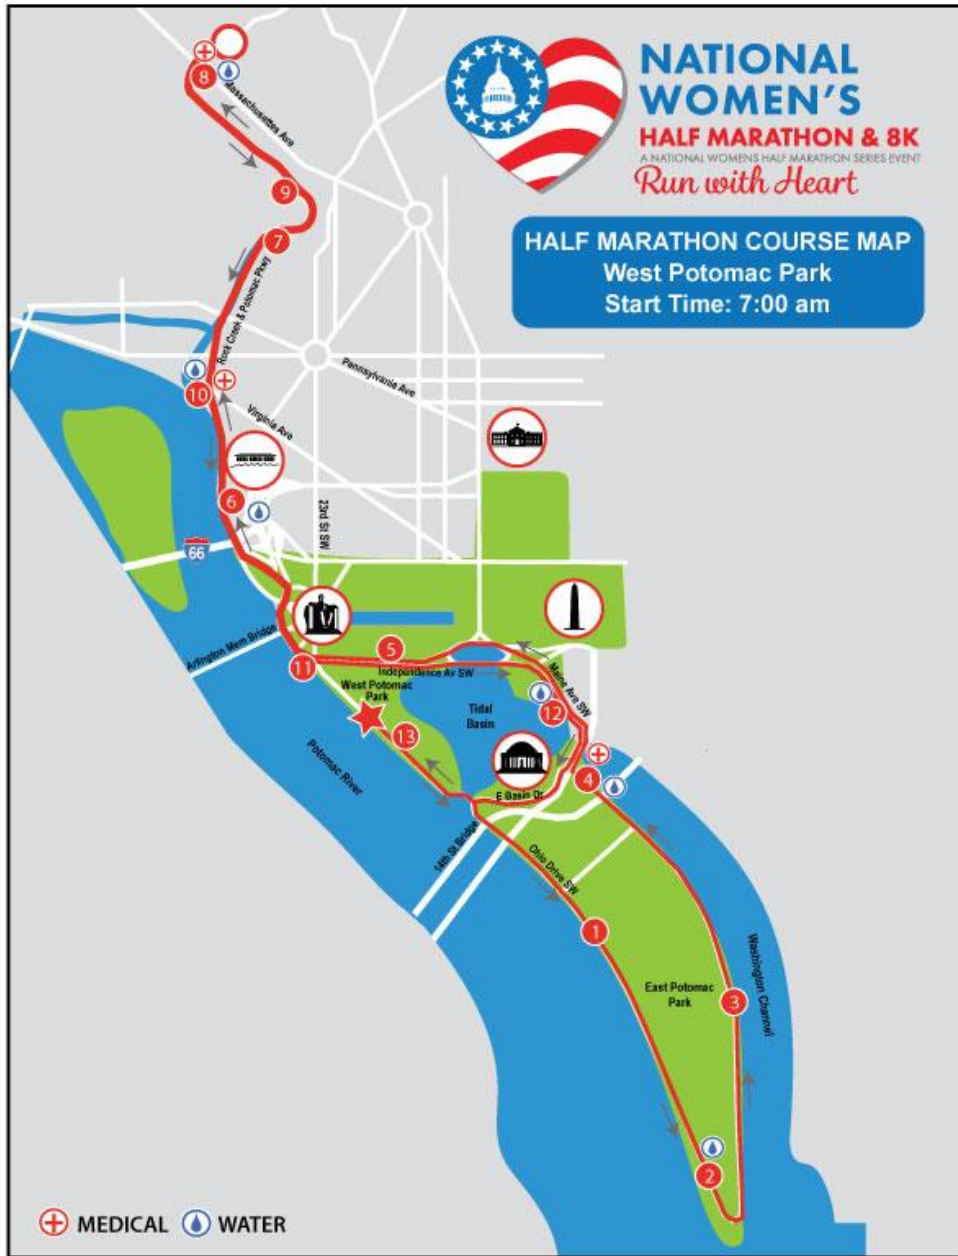 NATIONAL
WOMEN'S
HALF MARATHON & 8K
A NATIONAL WOMENS HALF MARATHON SERIES EVENT
Run with Heart
HALF MARATHON COURSE MAP
West Potomac Park
Start Time: 7:00 am
8
Massachusettes Ave
9
7
Rock Creek & Potomac Pkwy
Pennsylvania Ave
10
Virginia Ave
6
23rd St SW
66
Arlington Mem Bridge
5
11
Independence Av SW
Maine Ave SW
West Potomac
Park
12
Tidal
Basin
13
Potomac River
4
E Basin Dr
14th St Bridge
Ohio Drive SW
1
Washington Channel
East Potomac
Park
3
2
MEDICAL WATER